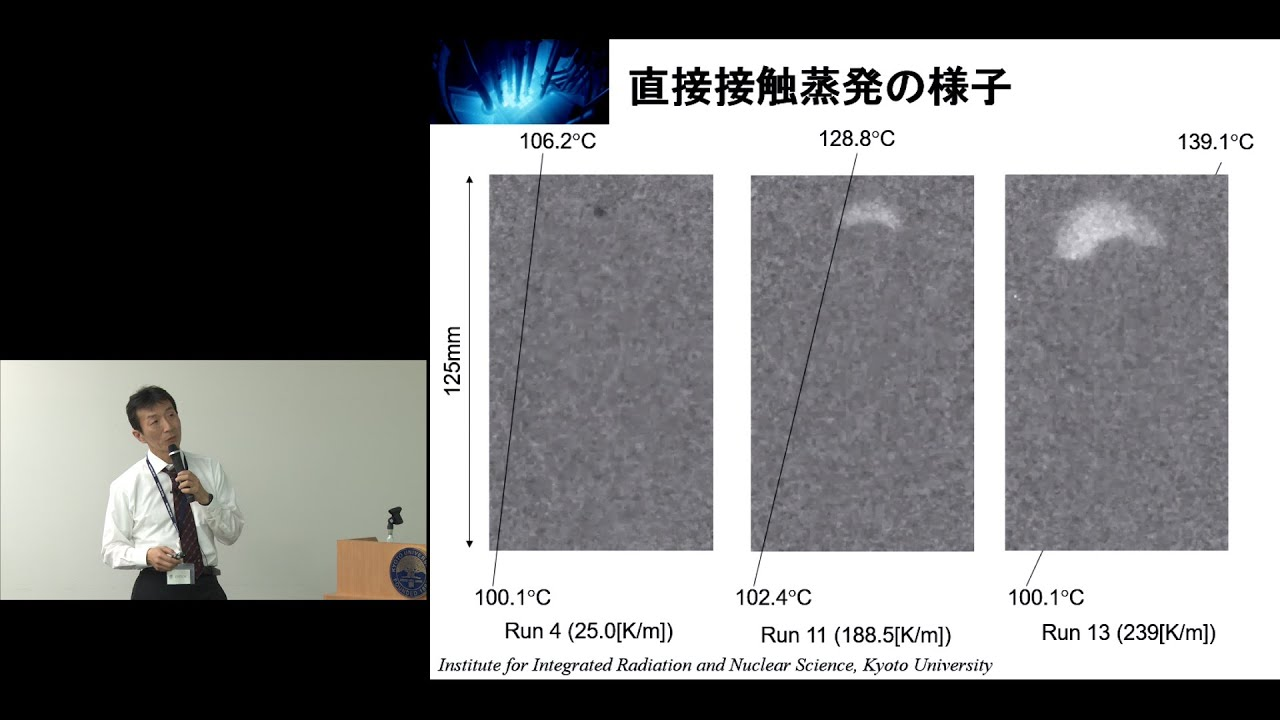 直接接触蒸発の様子
106.2°C
128.8°C
139.1°C
125mm
100.1°C
102.4°C
100.1°C
Run 4 (25.0[K/m])
Run 11 (188.5[K/m])
Run 13 (239[K/m])
Institute for Integrated Radiation and Nuclear Science, Kyoto University